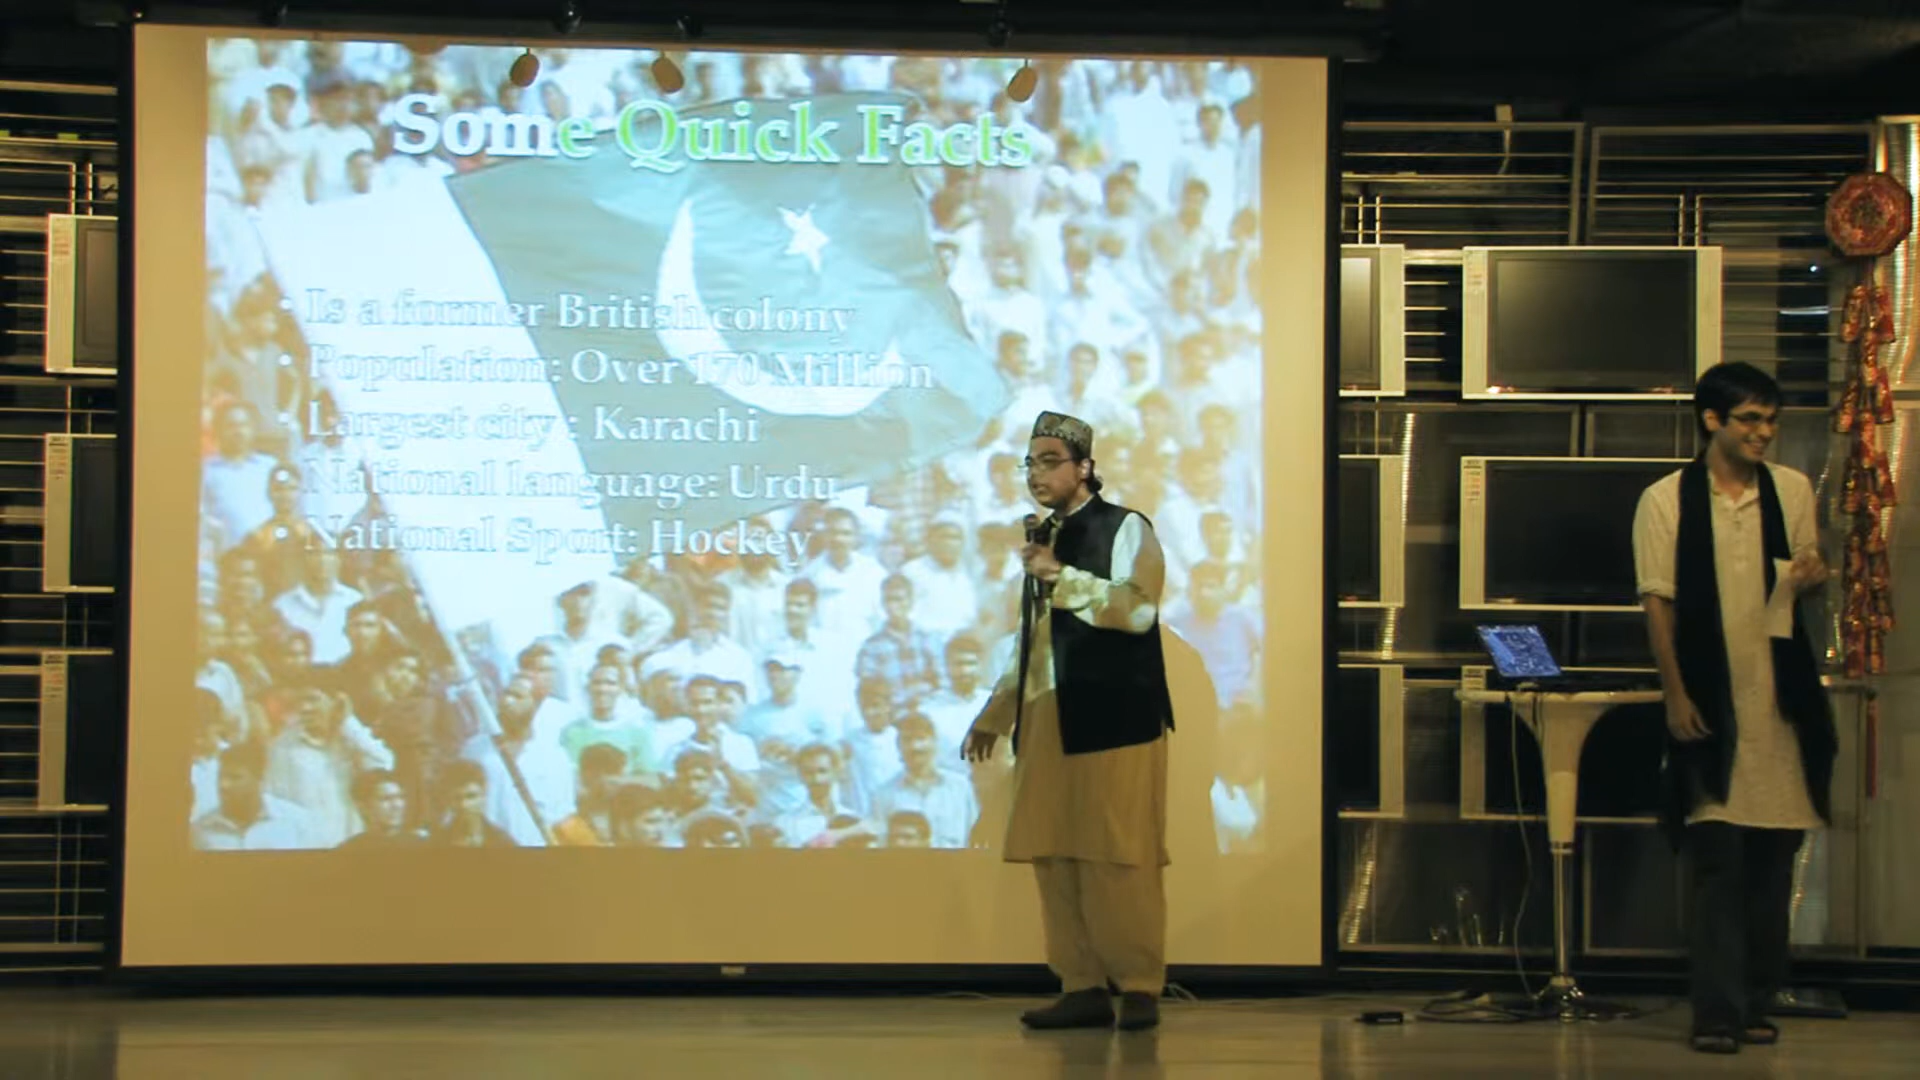 Some Quick Facts
• Is a former British colony
• Population: Over 170 Million
• Largest city : Karachi
• National language: Urdu
• National Sport: Hockey